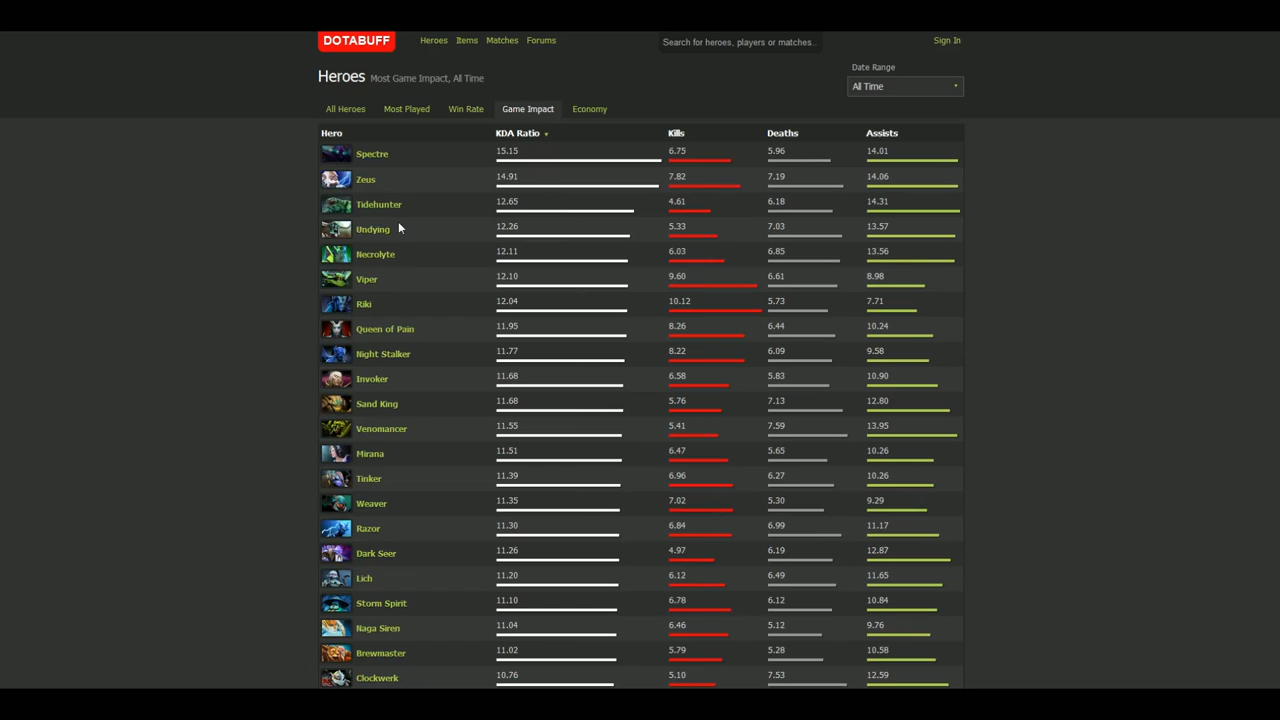 DOTABUFF Heroes Items Matches Forums Search for heroes, players or matches.. Sign In
Date Range
Heroes Most Game Impact, All Time
All Time
All Heroes Most Played Win Rate Game Impact Economy
Hero KDA Ratio Kills Deaths Assists
Spectre 15.15 6.75 5.96 14.01
Zeus 14.91 7.82 7.19 14.06
Tidehunter 12.65 4.61 6.18 14.31
Undying 12.26 5.33 7.03 13.57
Necrolyte 12.11 6.03 6.85 13.56
Viper 12.10 9.60 6.61 8.98
Riki 12.04 10.12 5.73 7.71
Queen of Pain 11.95 8.26 6.44 10.24
Night Stalker 11.77 8.22 6.09 9.58
Invoker 11.68 6.58 5.83 10.90
Sand King 11.68 5.76 7.13 12.80
Venomancer 11.55 5.41 7.59 13.95
Mirana 11.51 6.47 5.65 10.26
Tinker 11.39 6.96 6.27 10.26
Weaver 11.35 7.02 5.30 9.29
Razor 11.30 6.84 6.99 11.17
Dark Seer 11.26 4.97 6.19 12.87
Lich 11.20 6.12 6.49 11.65
Storm Spirit 11.10 6.78 6.12 10.84
Naga Siren 11.04 6.46 5.12 9.76
Brewmaster 11.02 5.79 5.28 10.58
Clockwerk 10.76 5.10 7.53 12.59